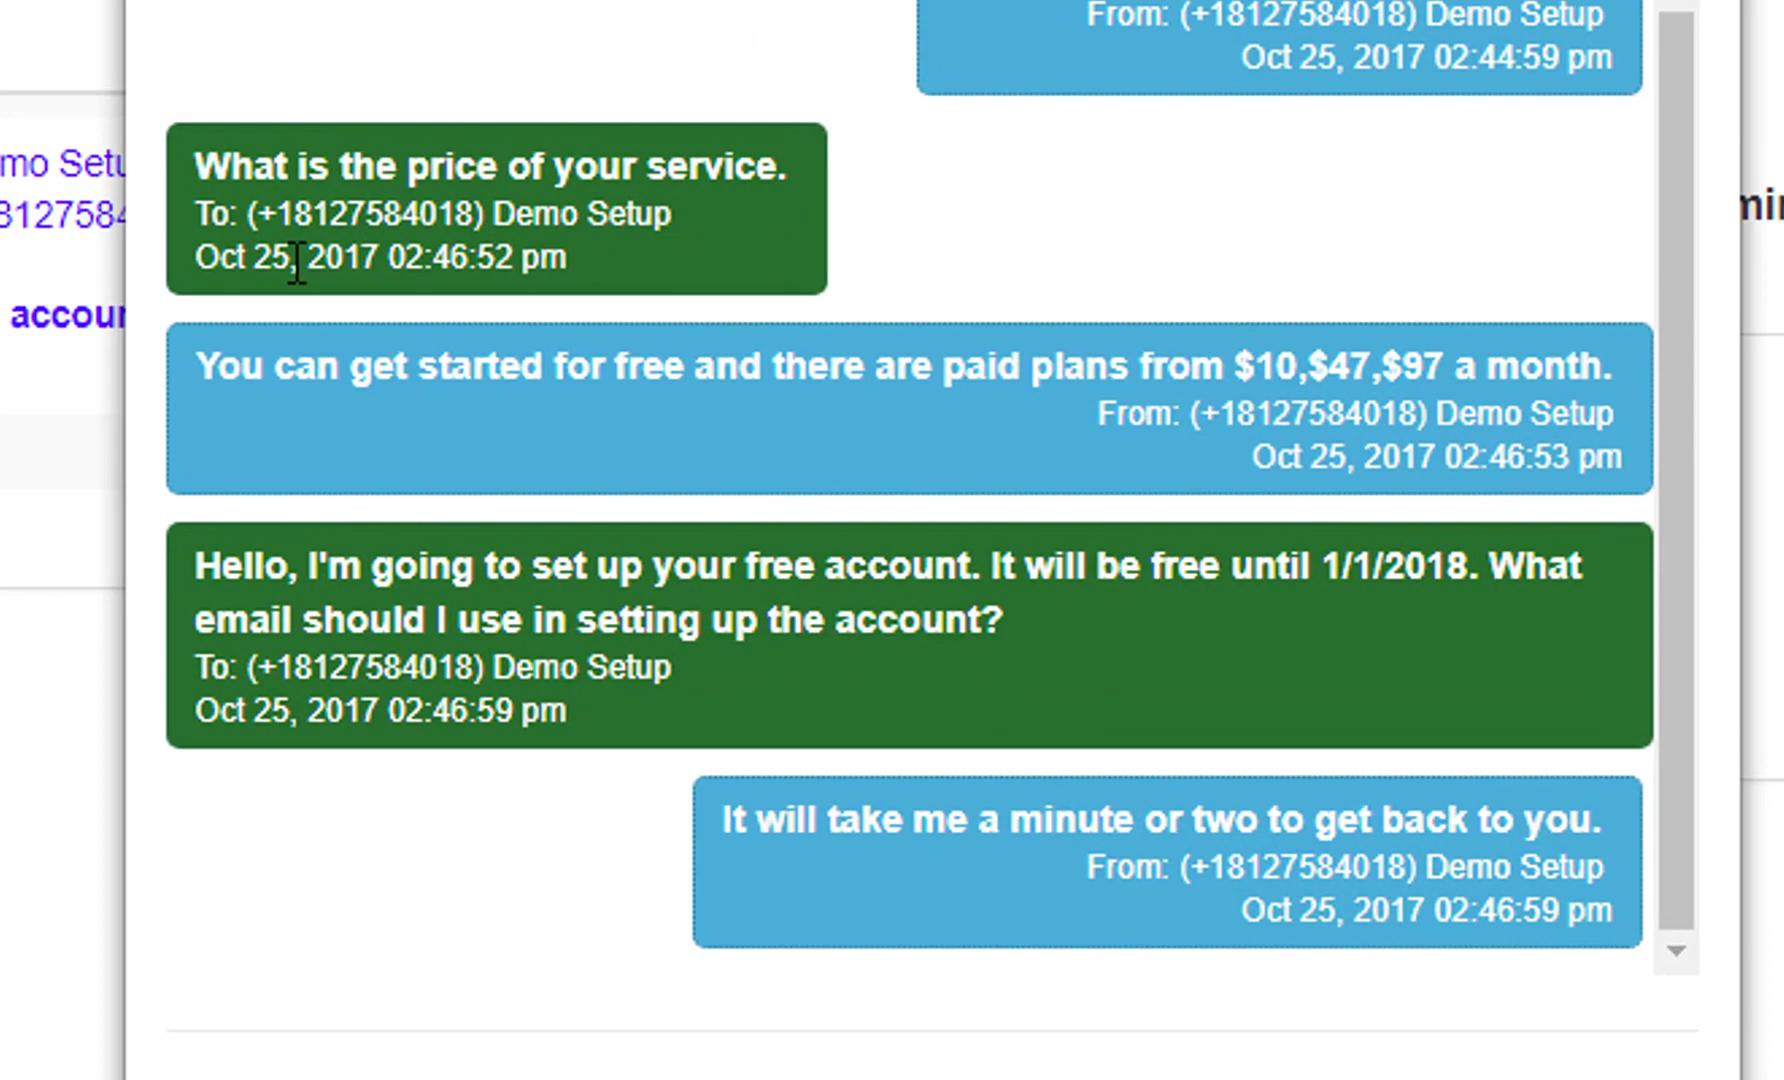 From: (+18127584018) Demo Setup
Oct 25, 2017 02:44:59 pm
What is the price of your service.
To: (+18127584018) Demo Setup
Oct 25, 2017 02:46:52 pm
You can get started for free and there are paid plans from $10,$47,$97 a month.
From: (+18127584018) Demo Setup
Oct 25, 2017 02:46:53 pm
Hello, I'm going to set up your free account. It will be free until 1/1/2018. What
email should I use in setting up the account?
To: (+18127584018) Demo Setup
Oct 25, 2017 02:46:59 pm
It will take me a minute or two to get back to you.
From: (+18127584018) Demo Setup
Oct 25, 2017 02:46:59 pm